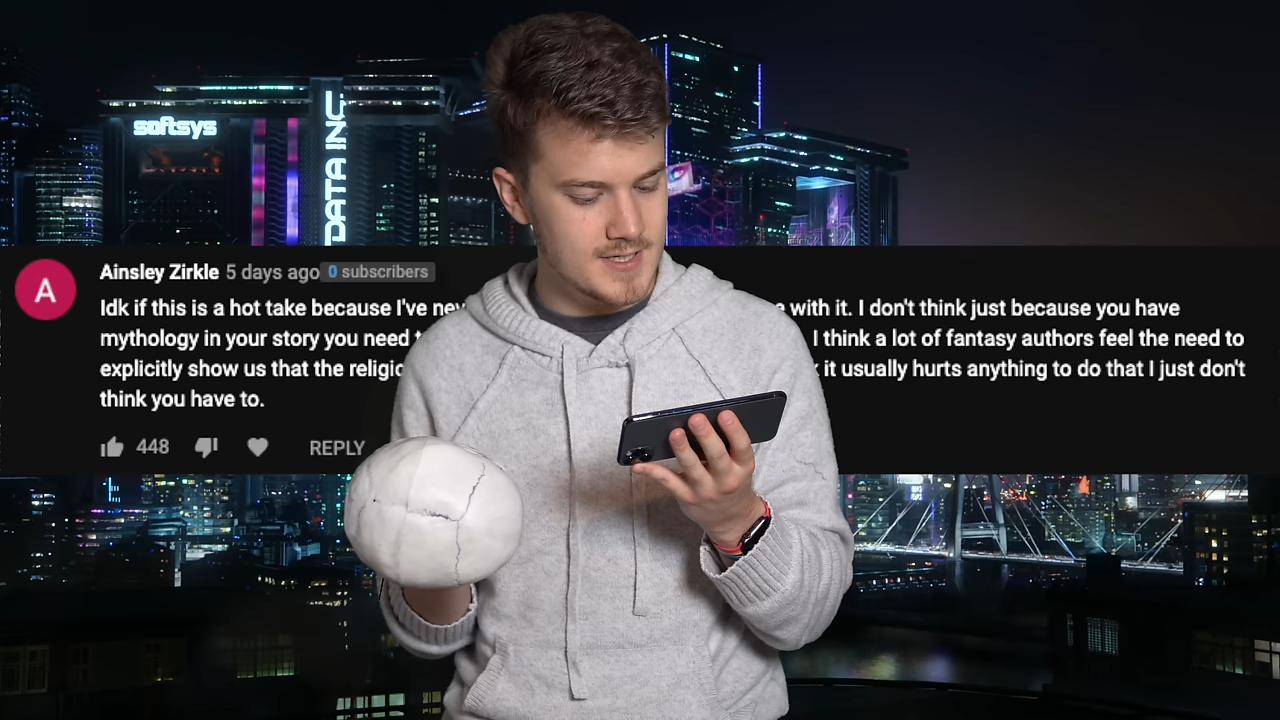 softsys
DATA INC.
A
Ainsley Zirkle 5 days ago 0 subscribers
Idk if this is a hot take because I've with it. I don't think just because you have
mythology in your story you need I think a lot of fantasy authors feel the need to
explicitly show us that the it usually hurts anything to do that I just don't
think you have to.
448 REPLY